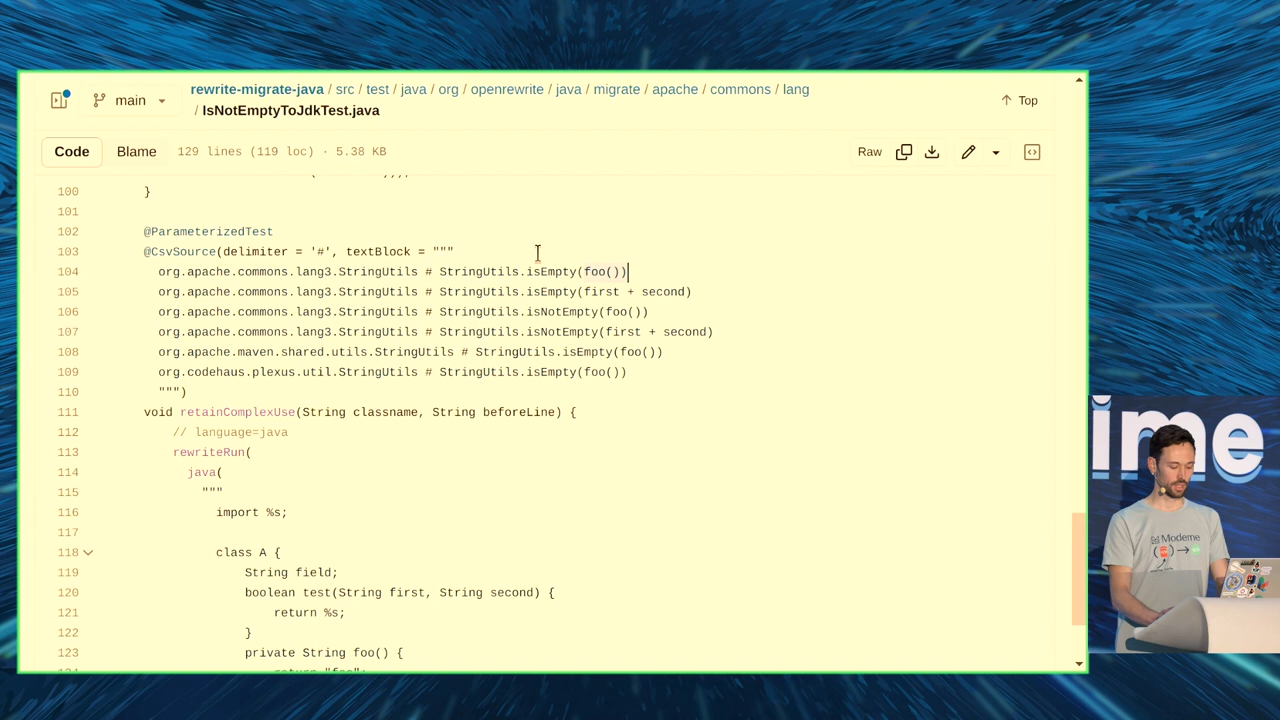 rewrite-migrate-java / src / test / java / org / openrewrite / java / migrate / apache / commons / lang
/ IsNotEmptyToJdkTest.java
main
Top
Code
Blame
129 lines (119 loc) · 5.38 KB
Raw
100 }
101
102 @ParameterizedTest
103 @CsvSource(delimiter = '#', textBlock = """
104 org.apache.commons.lang3.StringUtils # StringUtils.isEmpty(foo())
105 org.apache.commons.lang3.StringUtils # StringUtils.isEmpty(first + second)
106 org.apache.commons.lang3.StringUtils # StringUtils.isNotEmpty(foo())
107 org.apache.commons.lang3.StringUtils # StringUtils.isNotEmpty(first + second)
108 org.apache.maven.shared.utils.StringUtils # StringUtils.isEmpty(foo())
109 org.codehaus.plexus.util.StringUtils # StringUtils.isEmpty(foo())
110 """)
111 void retainComplexUse(String classname, String beforeLine) {
112 // language=java
113 rewriteRun(
114 java(
115 """
116 import %s;
117
118 class A {
119 String field;
120 boolean test(String first, String second) {
121 return %s;
122 }
123 private String foo() {
ime
Moderne